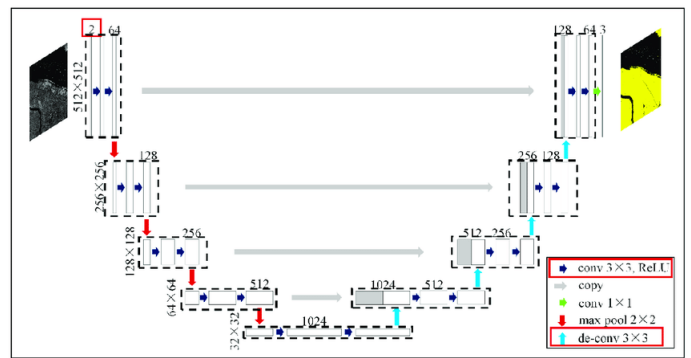 2 64
512×512
128 64 3
128
256×256
256 128
256
128×128
512 256
512
64×64
1024 512
1024
32×32
conv 3×3, ReLU
copy
conv 1×1
max pool 2×2
de-conv 3×3